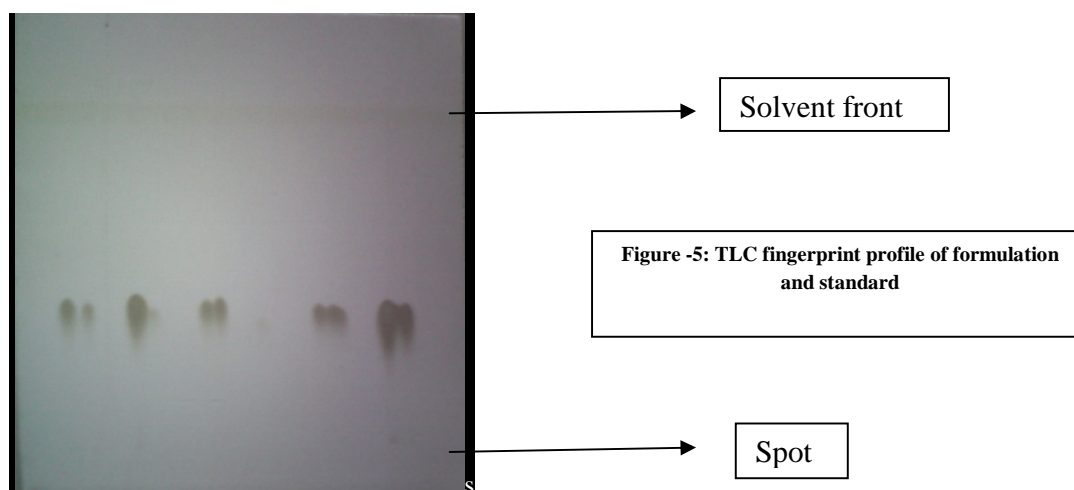 Solvent front
Figure -5: TLC fingerprint profile of formulation
and standard
Spot
s